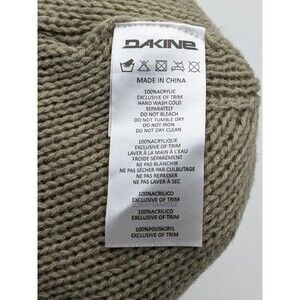 DAKINE
MADE IN CHINA
100%ACRYLIC
EXCLUSIVE OF TRIM
HAND WASH COLD
SEPARATELY
DO NOT BLEACH
DO NOT TUMBLE DRY
DO NOT IRON
DO NOT DRY CLEAN
100%ACRYLIQUE
EXCLUSIVE OF TRIM
LAVER À LA MAIN À L'EAU
FROIDE SÉPARÉMENT
NE PAS BLANCHIR
NE PAS SÉCHER PAR CULBUTAGE
NE PAS REPASSER
NE PAS LAVER À SEC
100%ACRILICO
EXCLUSIVE OF TRIM
100%ACRILICO
EXCLUSIVE OF TRIM
100%POLYACRYL
EXCLUSIVE OF TRIM